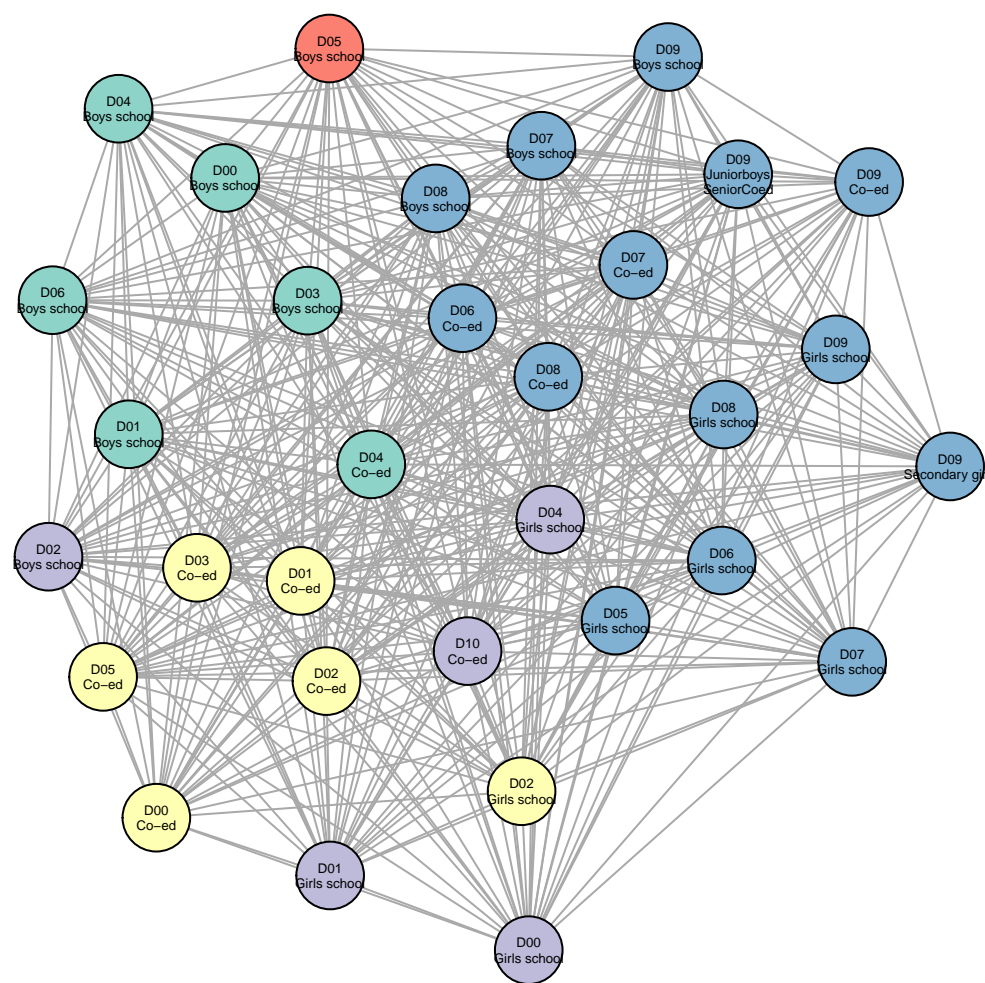 D05
Boys school
D09
Boys school
D04
Boys school
D07
Boys school
D00
Boys school
D09
Juniorboys
SeniorCoed
D09
Co−ed
D08
Boys school
D07
Co−ed
D06
Boys school
D03
Boys school
D06
Co−ed
D09
Girls school
D08
Co−ed
D08
Girls school
D01
Boys school
D04
Co−ed
D09
Secondary gi
D04
Girls school
D02
Boys school
D03
Co−ed
D01
Co−ed
D06
Girls school
D05
Girls school
D10
Co−ed
D05
Co−ed
D02
Co−ed
D07
Girls school
D02
Girls school
D00
Co−ed
D01
Girls school
D00
Girls school